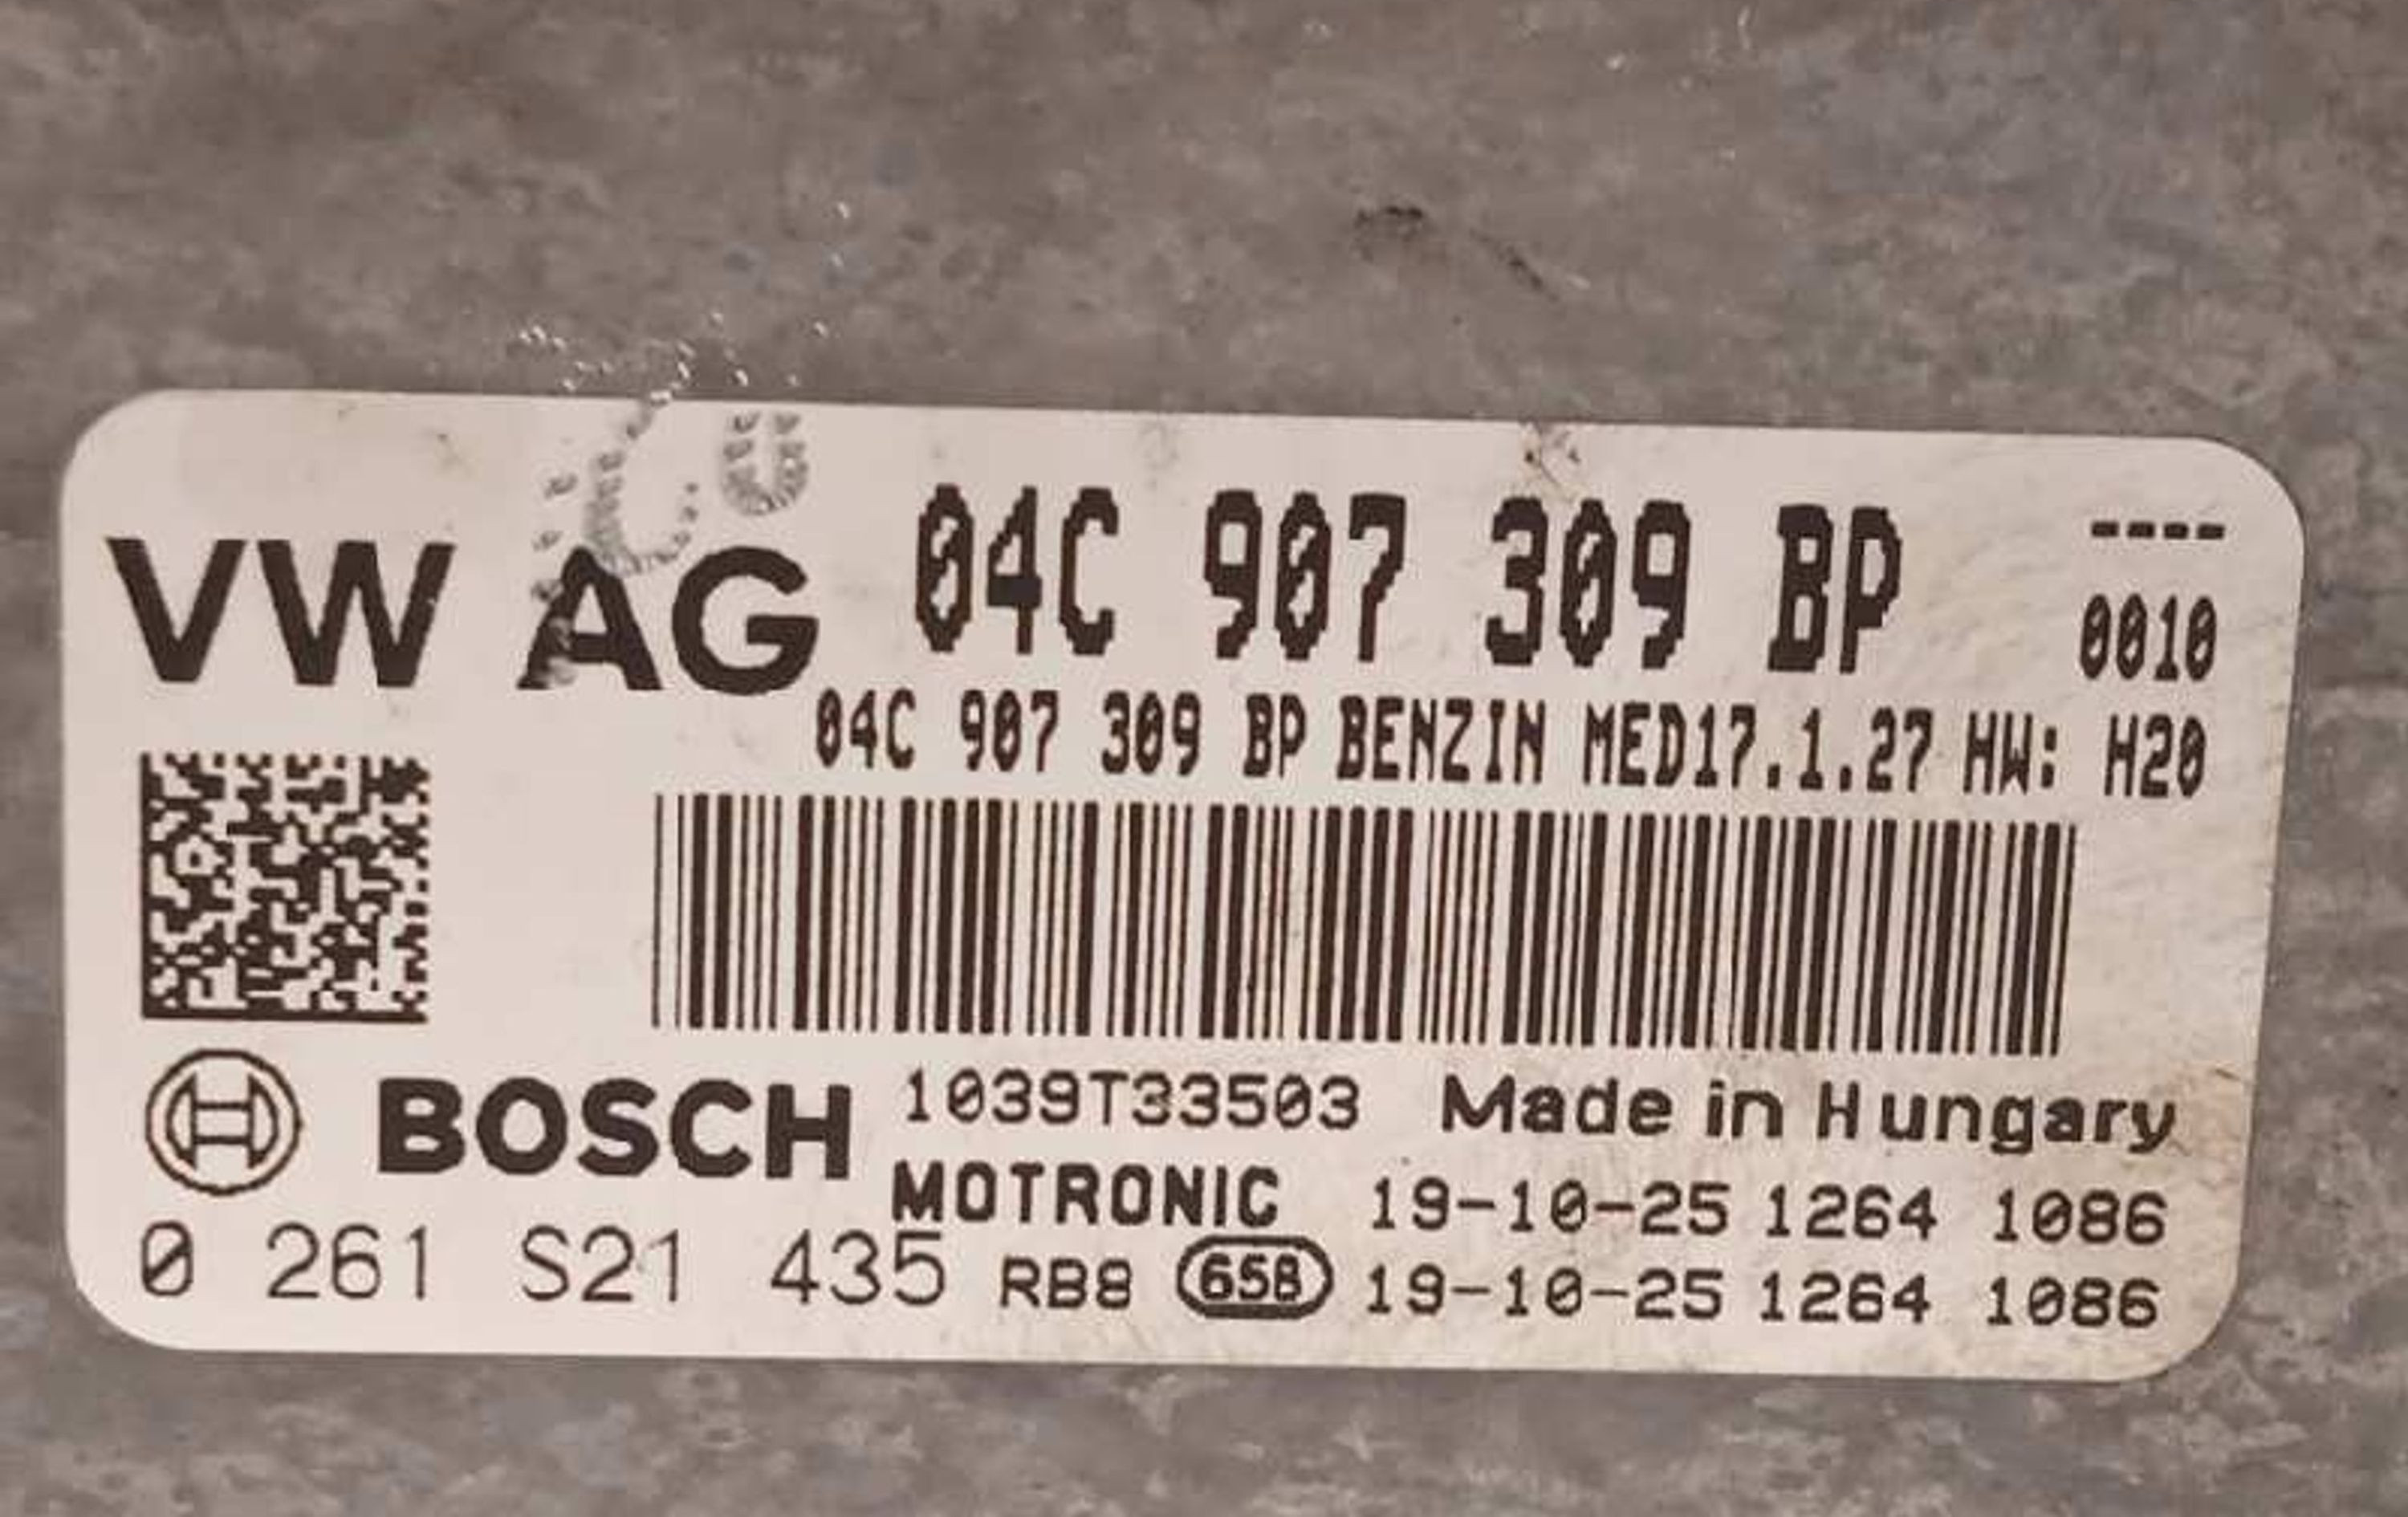 VW AG 04C 907 309 BP ----
0010
04C 907 309 BP BENZIN MED17.1.27 HW: H20
BOSCH 1039T33503 Made in Hungary
MOTRONIC 19-10-25 1264 1086
0 261 S21 435 RB8 658 19-10-25 1264 1086